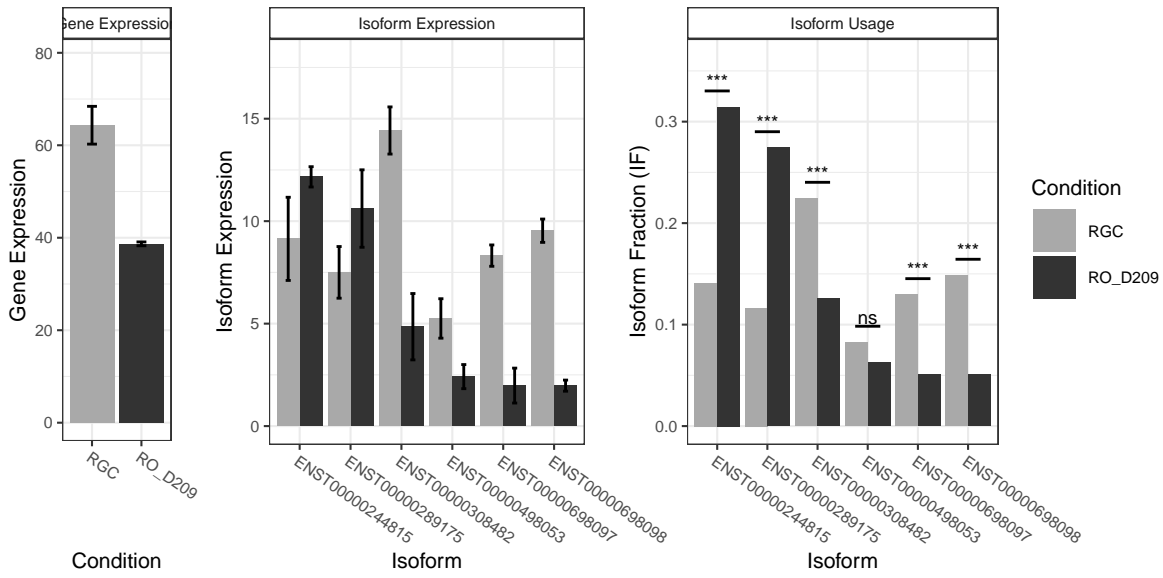 Gene Expression
Isoform Expression
Isoform Usage
Gene Expression
80
60
40
20
0
RGC
RO_D209
Condition
Isoform Expression
15
10
5
0
ENST00000244815
ENST00000289175
ENST00000308482
ENST00000498053
ENST00000698097
ENST00000698098
Isoform
Isoform Fraction (IF)
0.3
0.2
0.1
0.0
***
***
***
ns
***
***
ENST00000244815
ENST00000289175
ENST00000308482
ENST00000498053
ENST00000698097
ENST00000698098
Isoform
Condition
RGC
RO_D209